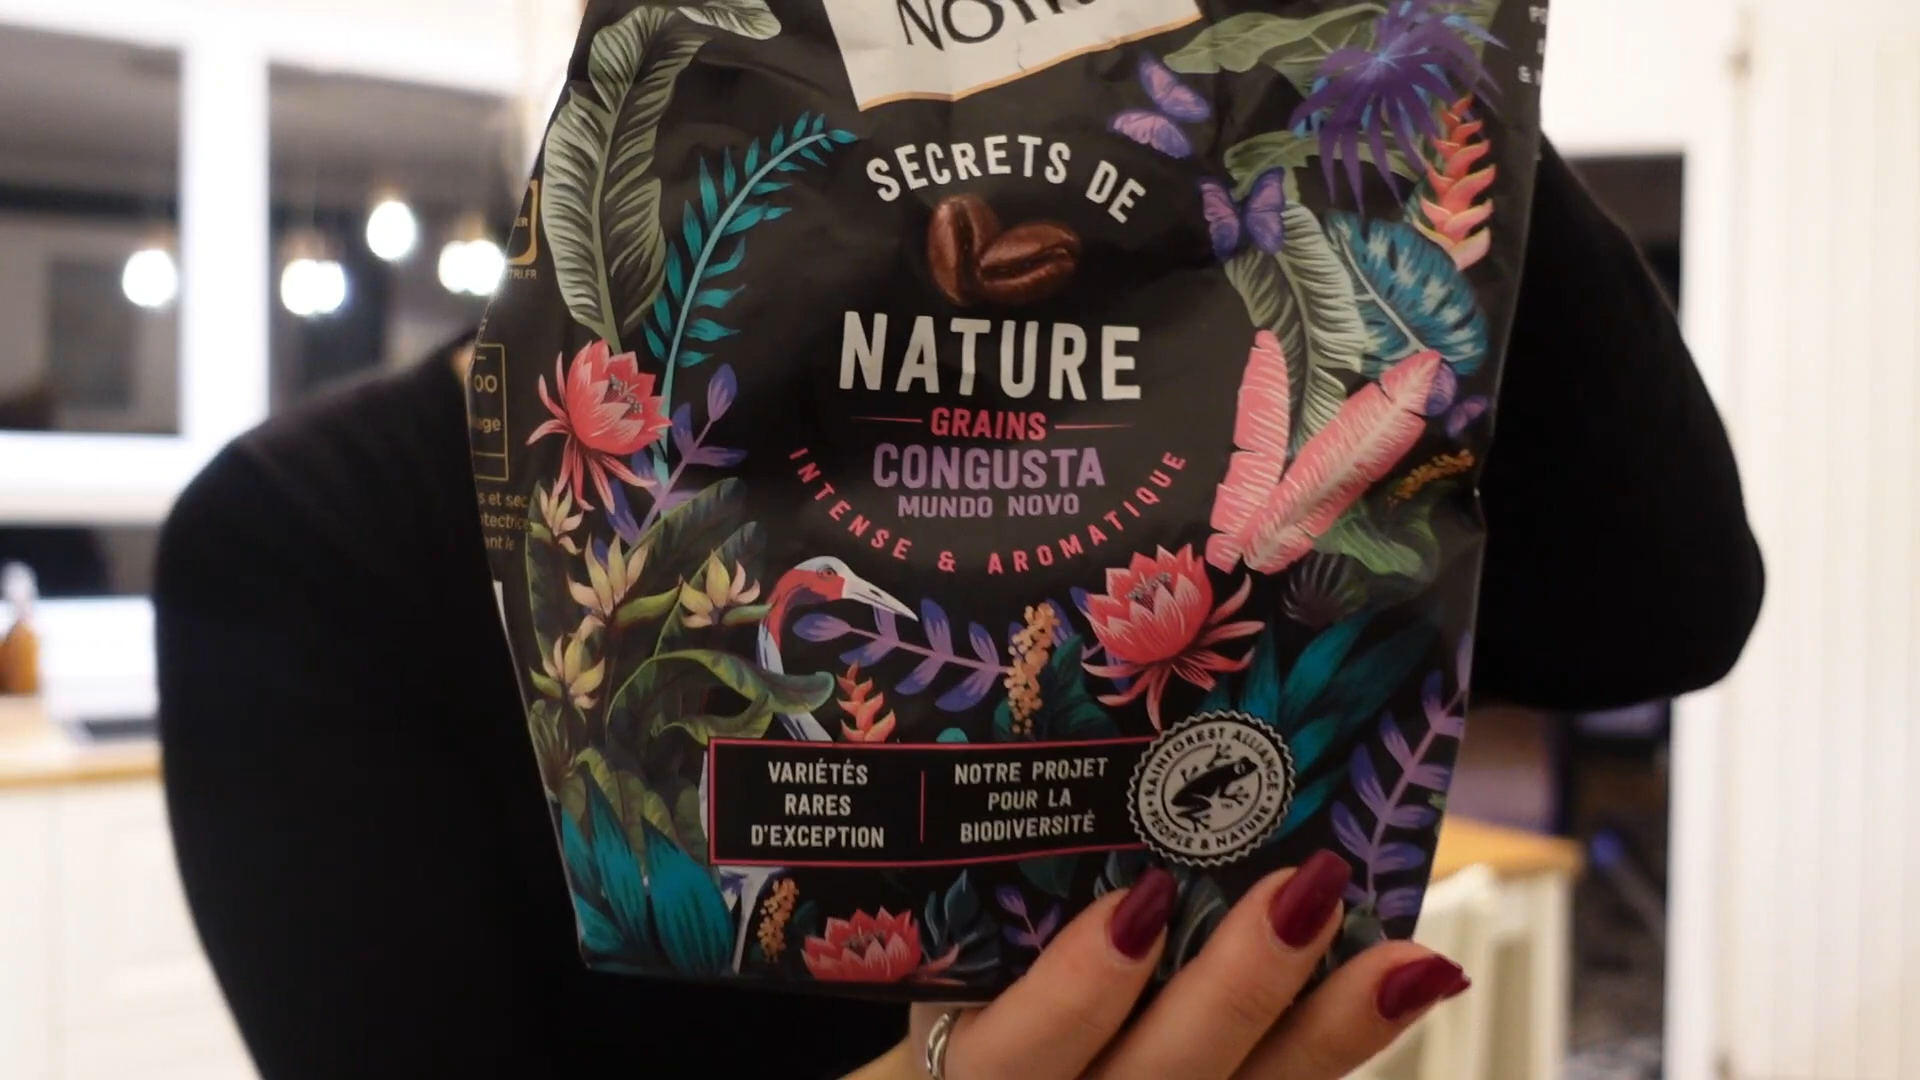 SECRETS DE
NATURE
GRAINS
CONGUSTA
MUNDO NOVO
INTENSE & AROMATIQUE
VARIÉTÉS
RARES
D'EXCEPTION
NOTRE PROJET
POUR LA
BIODIVERSITÉ
RAINFOREST ALLIANCE
PEOPLE & NATURE